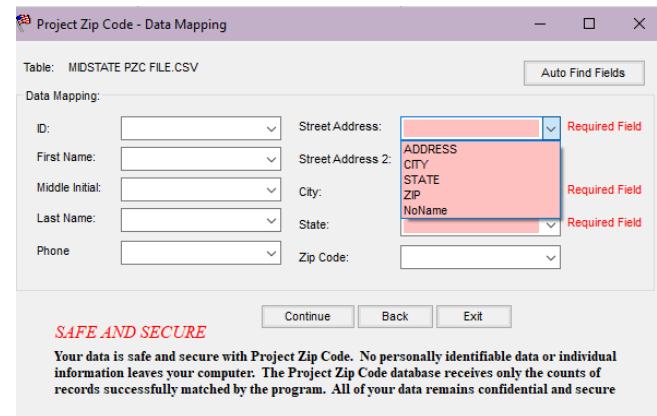 Project Zip Code - Data Mapping
Table: MIDSTATE PZC FILE.CSV
Auto Find Fields
Data Mapping:
ID:
Street Address:
Required Field
ADDRESS
CITY
STATE
ZIP
NoName
First Name:
Street Address 2:
Middle Initial:
City:
Required Field
Last Name:
State:
Required Field
Phone
Zip Code:
Continue
Back
Exit
SAFE AND SECURE
Your data is safe and secure with Project Zip Code. No personally identifiable data or individual
information leaves your computer. The Project Zip Code database receives only the counts of
records successfully matched by the program. All of your data remains confidential and secure